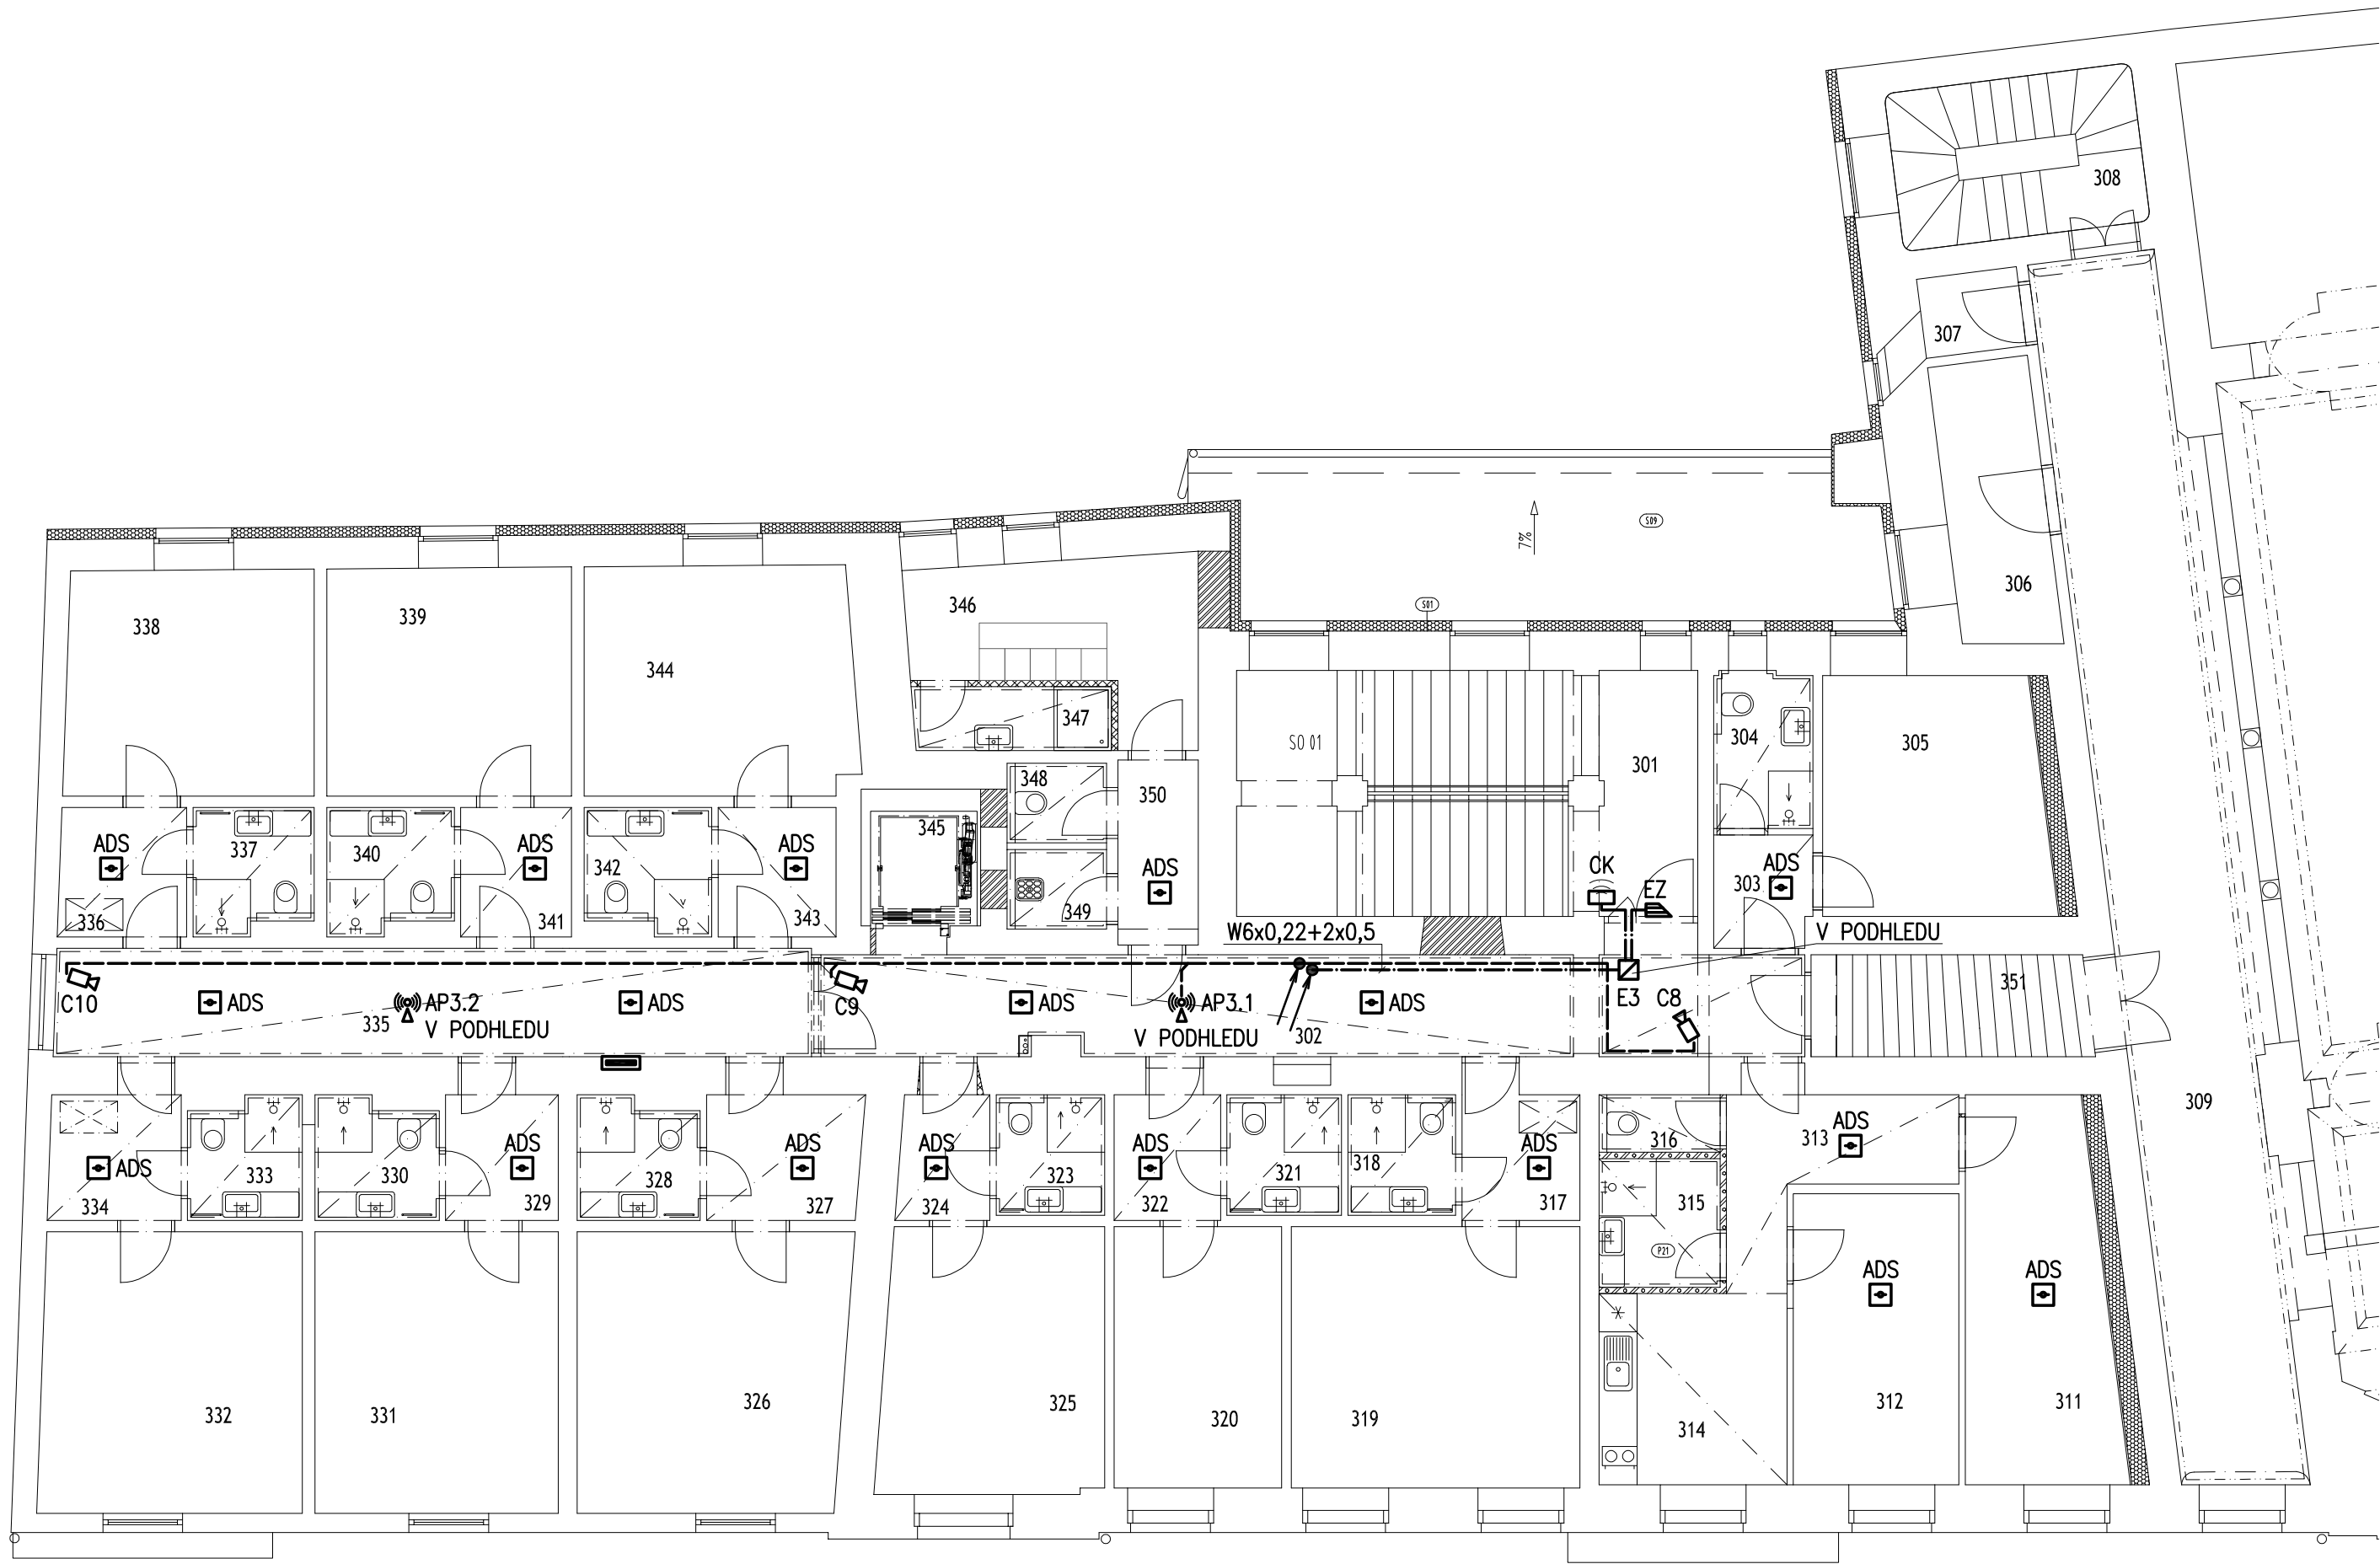 308
307
S09
7%
306
S01
346
338
339
344
347
SO 01
304
305
301
348
350
345
337
340
342
ADS
ADS
ADS
ADS
CK
EZ
303
ADS
336
341
343
349
W6x0,22+2x0,5
V PODHLEDU
C10
ADS
AP3.2
ADS
C9
ADS
AP3.1
ADS
E3
C8
351
335
V PODHLEDU
V PODHLEDU
302
309
334
ADS
333
330
ADS
329
328
ADS
327
ADS
324
323
ADS
322
321
318
ADS
317
316
313
ADS
315
P21
ADS
ADS
332
331
326
325
320
319
314
312
311